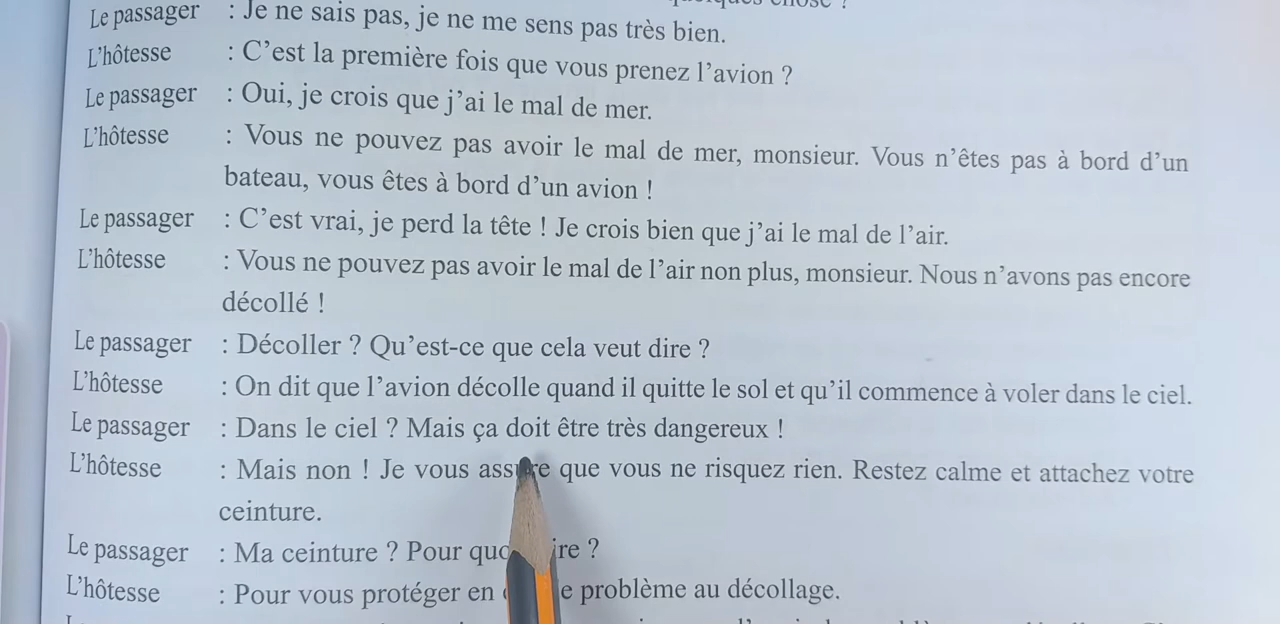 Le passager : Je ne sais pas, je ne me sens pas très bien.
L'hôtesse : C'est la première fois que vous prenez l'avion ?
Le passager : Oui, je crois que j'ai le mal de mer.
L'hôtesse : Vous ne pouvez pas avoir le mal de mer, monsieur. Vous n'êtes pas à bord d'un
bateau, vous êtes à bord d'un avion !
Le passager : C'est vrai, je perd la tête ! Je crois bien que j'ai le mal de l'air.
L'hôtesse : Vous ne pouvez pas avoir le mal de l'air non plus, monsieur. Nous n'avons pas encore
décollé !
Le passager : Décoller ? Qu'est-ce que cela veut dire ?
L'hôtesse : On dit que l'avion décolle quand il quitte le sol et qu'il commence à voler dans le ciel.
Le passager : Dans le ciel ? Mais ça doit être très dangereux !
L'hôtesse : Mais non ! Je vous assure que vous ne risquez rien. Restez calme et attachez votre
ceinture.
Le passager : Ma ceinture ? Pour ?
L'hôtesse : Pour vous protéger en problème au décollage.